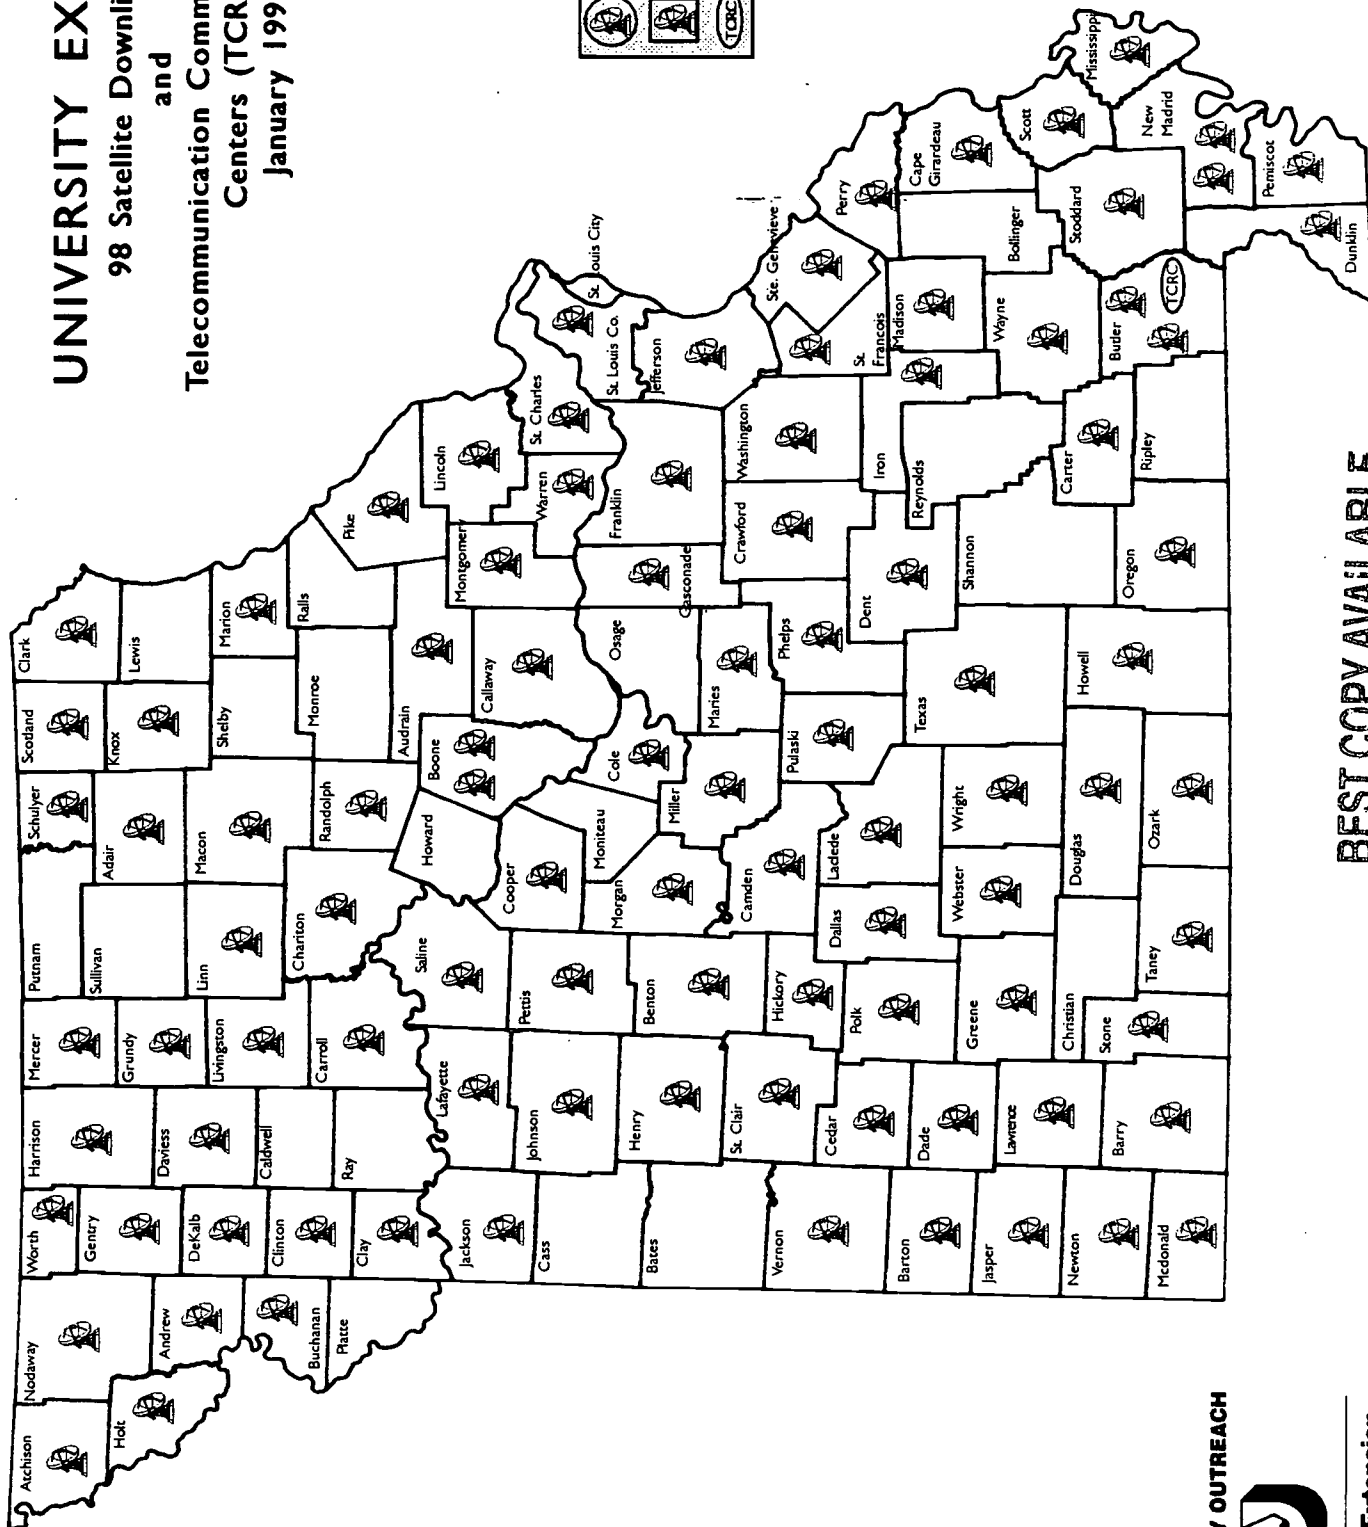 UNIVERSITY EX
98 Satellite Downli
and
Telecommunication Comm
Centers (TCR
January 199
TCRC
Atchison
Nodaway
Worth
Harrison
Mercer
Putnam
Schulyer
Scodand
Clark
Holt
Andrew
Gentry
DeKalb
Daviess
Grundy
Sullivan
Adair
Knox
Lewis
Buchanan
Clinton
Caldwell
Livingston
Linn
Macon
Shelby
Marion
Platte
Clay
Ray
Carroll
Chariton
Randolph
Monroe
Ralls
Pike
Jackson
Lafayette
Saline
Howard
Boone
Audrain
Callaway
Montgomery
Lincoln
Warren
St. Charles
St. Louis City
St. Louis Co.
Cass
Johnson
Pettis
Cooper
Moniteau
Cole
Osage
Gasconade
Franklin
Jefferson
Bates
Henry
Benton
Morgan
Miller
Maries
Crawford
Washington
Ste. Genevieve
St.
Francois
Perry
Vernon
St. Clair
Hickory
Camden
Pulaski
Phelps
Dent
Iron
Madison
Cape
Girardeau
Barton
Cedar
Polk
Dallas
Ladede
Texas
Shannon
Reynolds
Wayne
Bollinger
Scott
Mississippi
Jasper
Dade
Greene
Webster
Wright
Carter
Butler
TCRC
Stoddard
New
Madrid
Newton
Lawrence
Christian
Douglas
Howell
Oregon
Ripley
Dunklin
Pemiscot
Mcdonald
Barry
Stone
Taney
Ozark
OUTREACH
Extension
BEST COPY AVAILABLE